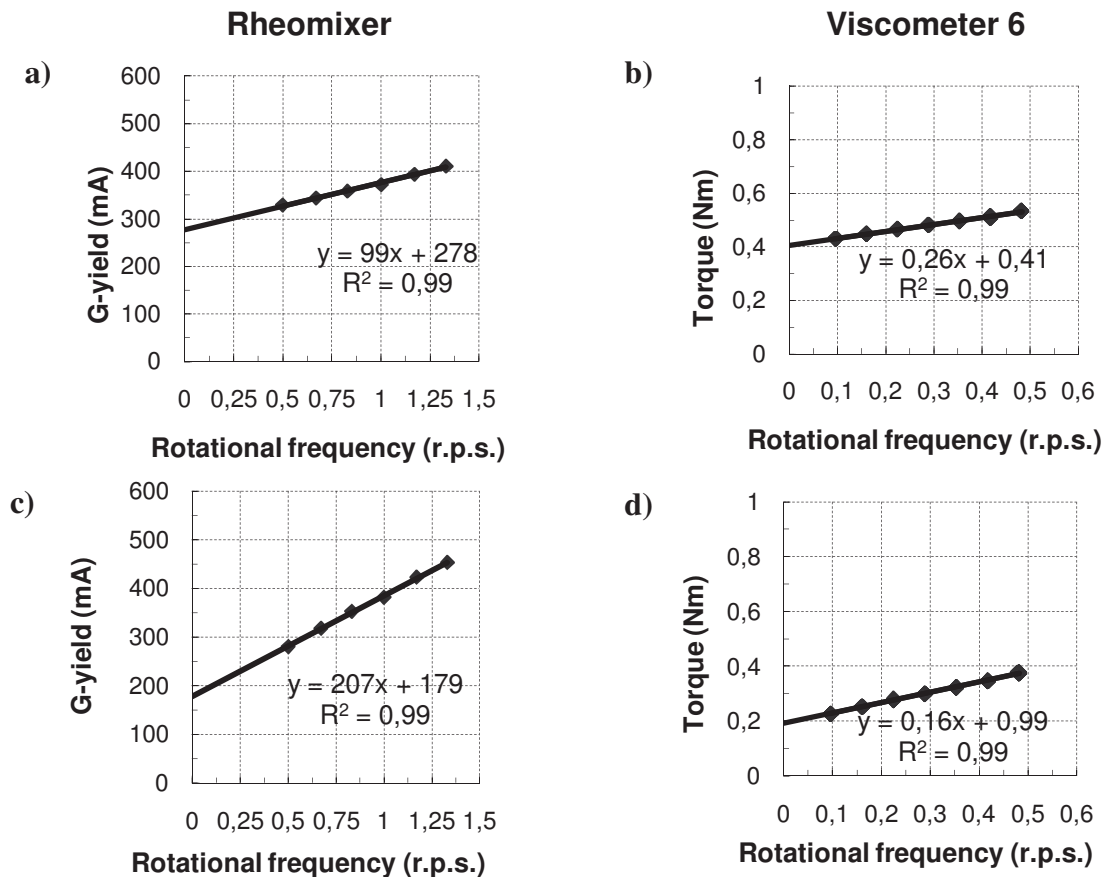 Rheomixer
Viscometer 6
a)
600
500
400
300
200
100
0
G-yield (mA)
y = 99x + 278
R² = 0,99
0 0,25 0,5 0,75 1 1,25 1,5
Rotational frequency (r.p.s.)
b)
1
0,8
0,6
0,4
0,2
0
Torque (Nm)
y = 0,26x + 0,41
R² = 0,99
0 0,1 0,2 0,3 0,4 0,5 0,6
Rotational frequency (r.p.s.)
c)
600
500
400
300
200
100
0
G-yield (mA)
y = 207x + 179
R² = 0,99
0 0,25 0,5 0,75 1 1,25 1,5
Rotational frequency (r.p.s.)
d)
1
0,8
0,6
0,4
0,2
0
Torque (Nm)
y = 0,16x + 0,99
R² = 0,99
0 0,1 0,2 0,3 0,4 0,5 0,6
Rotational frequency (r.p.s.)